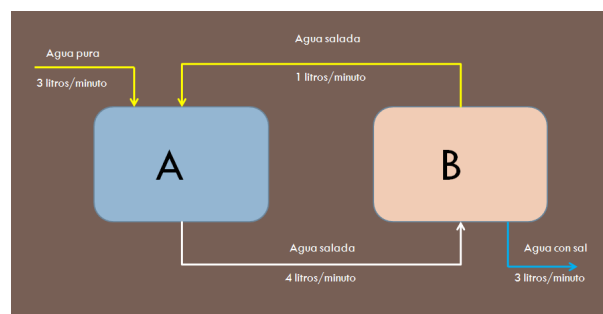 Agua pura
3 litros/minuto
Agua salada
1 litros/minuto
A
B
Agua salada
4 litros/minuto
Agua con sal
3 litros/minuto